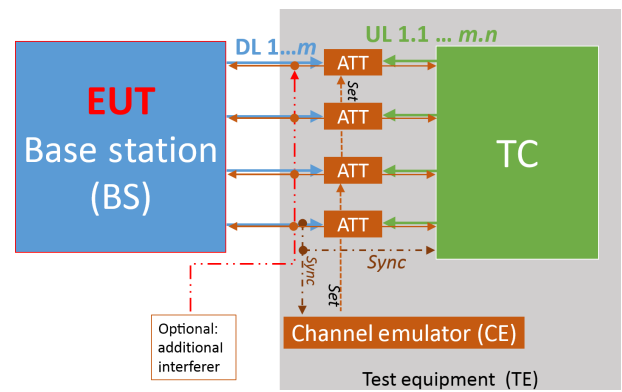 DL 1...m
UL 1.1 ... m.n
EUT
Base station
(BS)
ATT
Set
ATT
ATT
ATT
TC
Sync
Sync
Set
Optional:
additional
interferer
Channel emulator (CE)
Test equipment (TE)